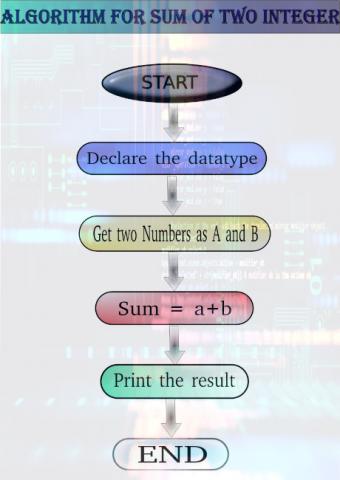 ALGORITHM FOR SUM OF TWO INTEGER
START
Declare the datatype
Get two Numbers as A and B
Sum = a+b
Print the result
END